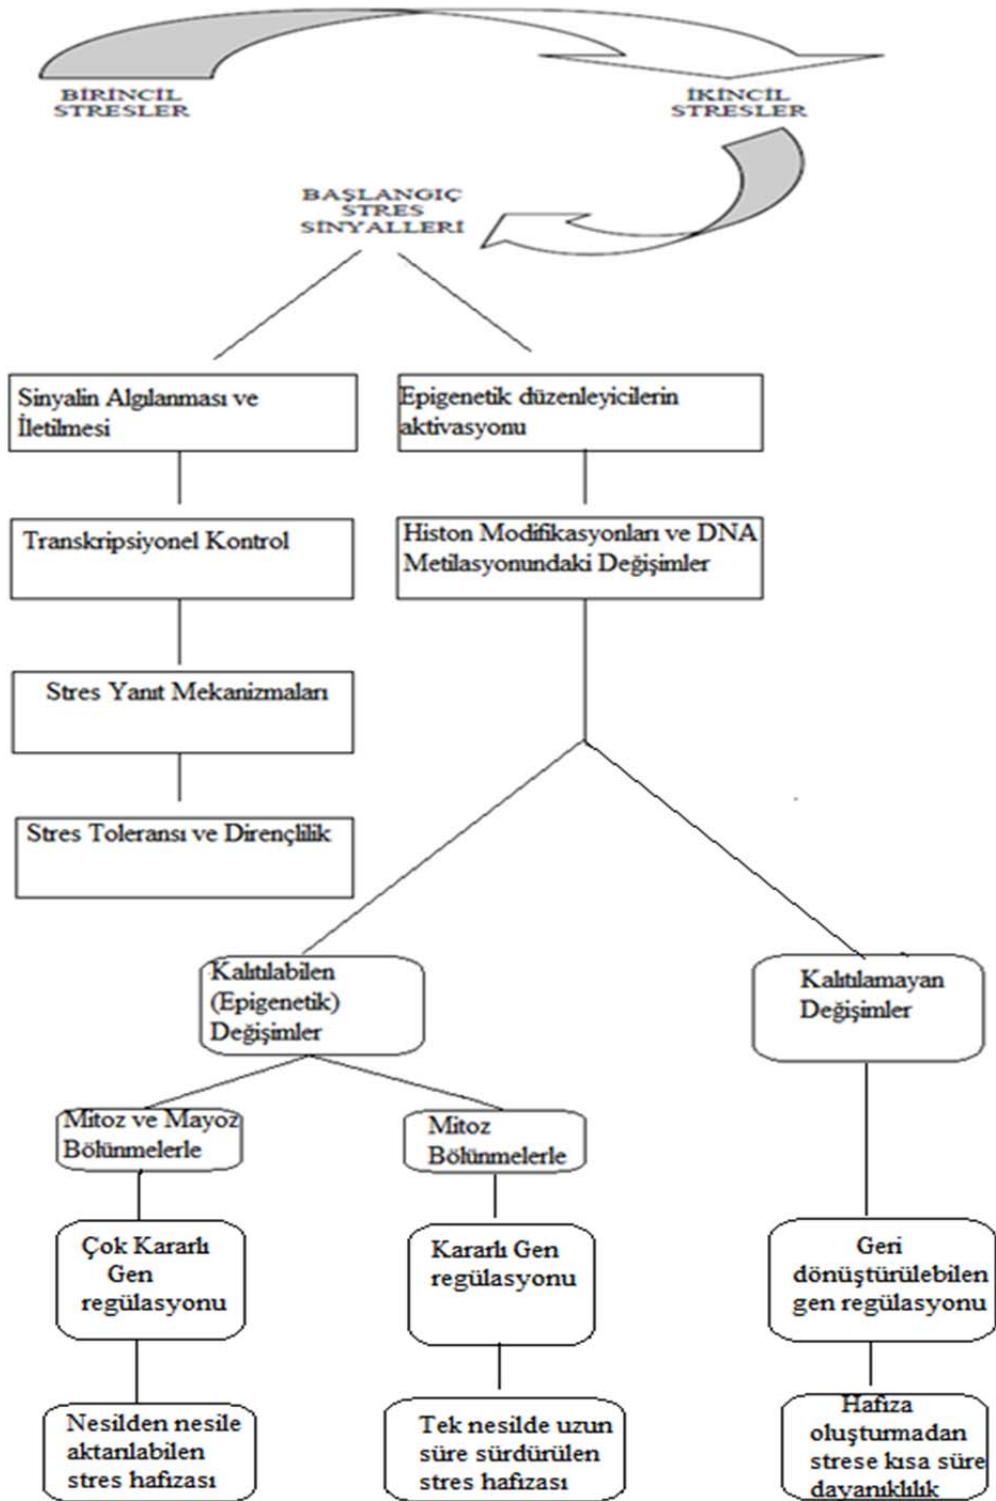 BİRİNCİL
STRESLER
İKİNCİL
STRESLER
BAŞLANGIÇ
STRES
SİNYALLERİ
Sinyalin Algılanması ve
İletilmesi
Epigenetik düzenleyicilerin
aktivasyonu
Transkripsiyonel Kontrol
Histon Modifikasyonları ve DNA
Metilasyonundaki Değişimler
Stres Yanıt Mekanizmaları
Stres Toleransı ve Dirençlilik
Kalıtılabilen
(Epigenetik)
Değişimler
Kalıtılamayan
Değişimler
Mitoz ve Mayoz
Bölünmelerle
Mitoz
Bölünmelerle
Çok Kararlı
Gen
regülasyonu
Kararlı Gen
regülasyonu
Geri
dönüştürülebilen
gen regülasyonu
Nesilden nesile
aktarılabilen
stres hafızası
Tek nesilde uzun
süre sürdürülen
stres hafızası
Hafıza
oluşturmadan
strese kısa süre
dayanıklılık